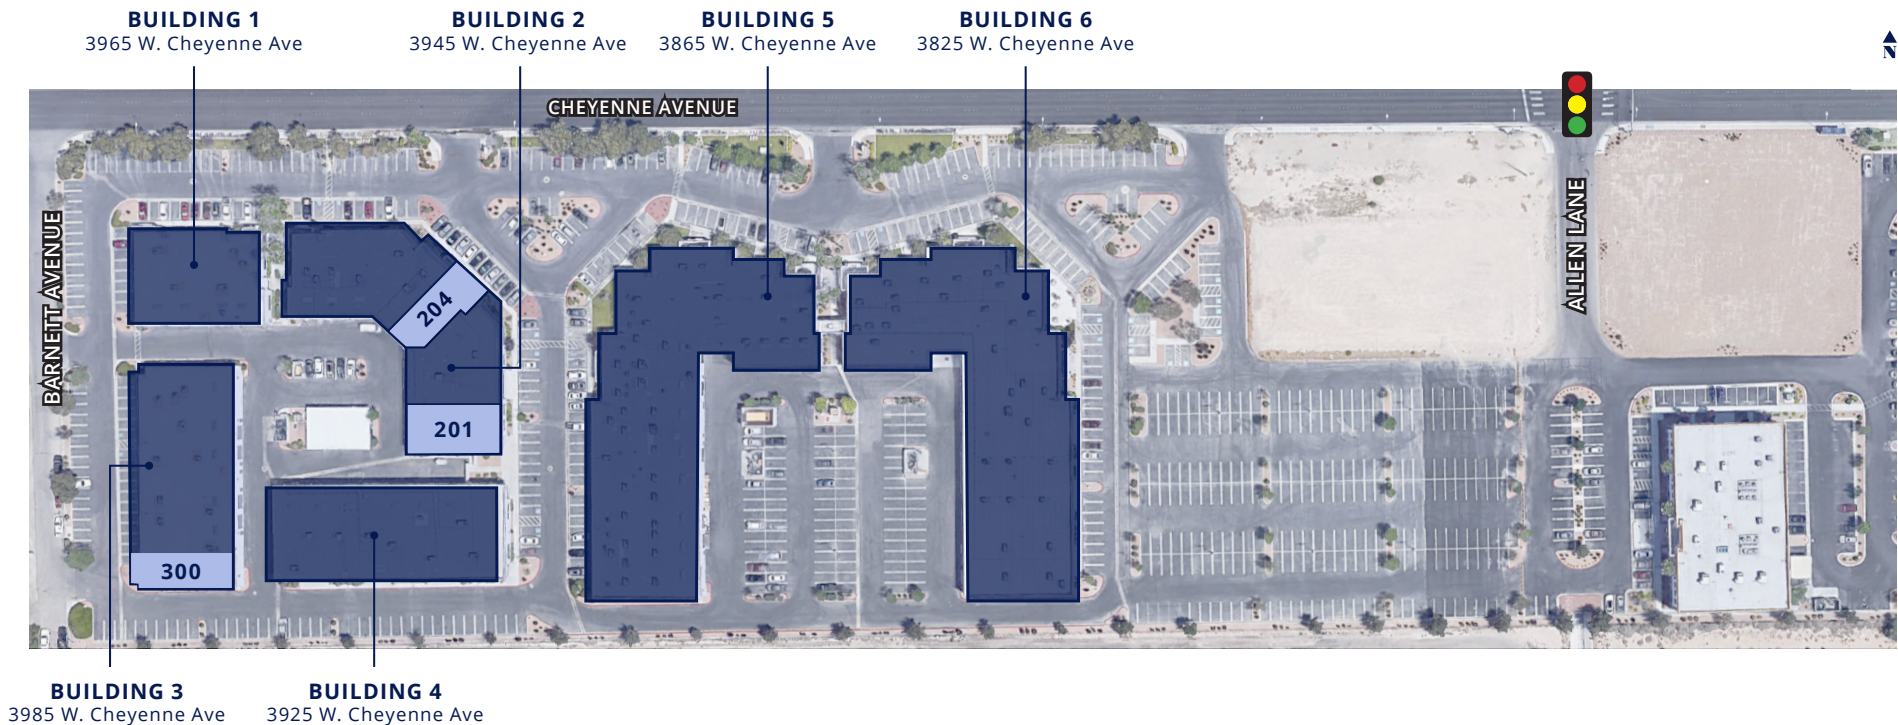 BUILDING 1
3965 W. Cheyenne Ave
BUILDING 2
3945 W. Cheyenne Ave
BUILDING 5
3865 W. Cheyenne Ave
BUILDING 6
3825 W. Cheyenne Ave
N
CHEYENNE AVENUE
BARNETT AVENUE
ALLEN LANE
204
201
300
BUILDING 3
3985 W. Cheyenne Ave
BUILDING 4
3925 W. Cheyenne Ave